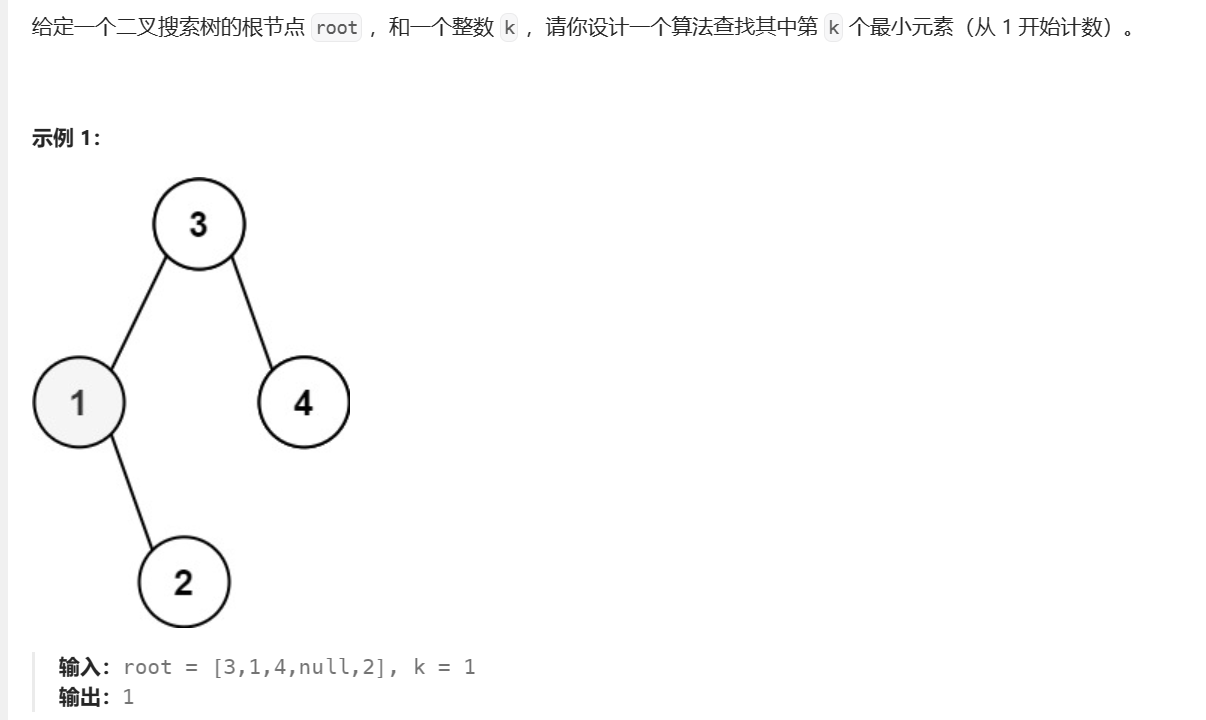 给定一个二叉搜索树的根节点 root ，和一个整数 k ，请你设计一个算法查找其中第 k 个最小元素（从 1 开始计数）。
示例 1：
3
1
4
2
输入：root = [3,1,4,null,2], k = 1
输出：1